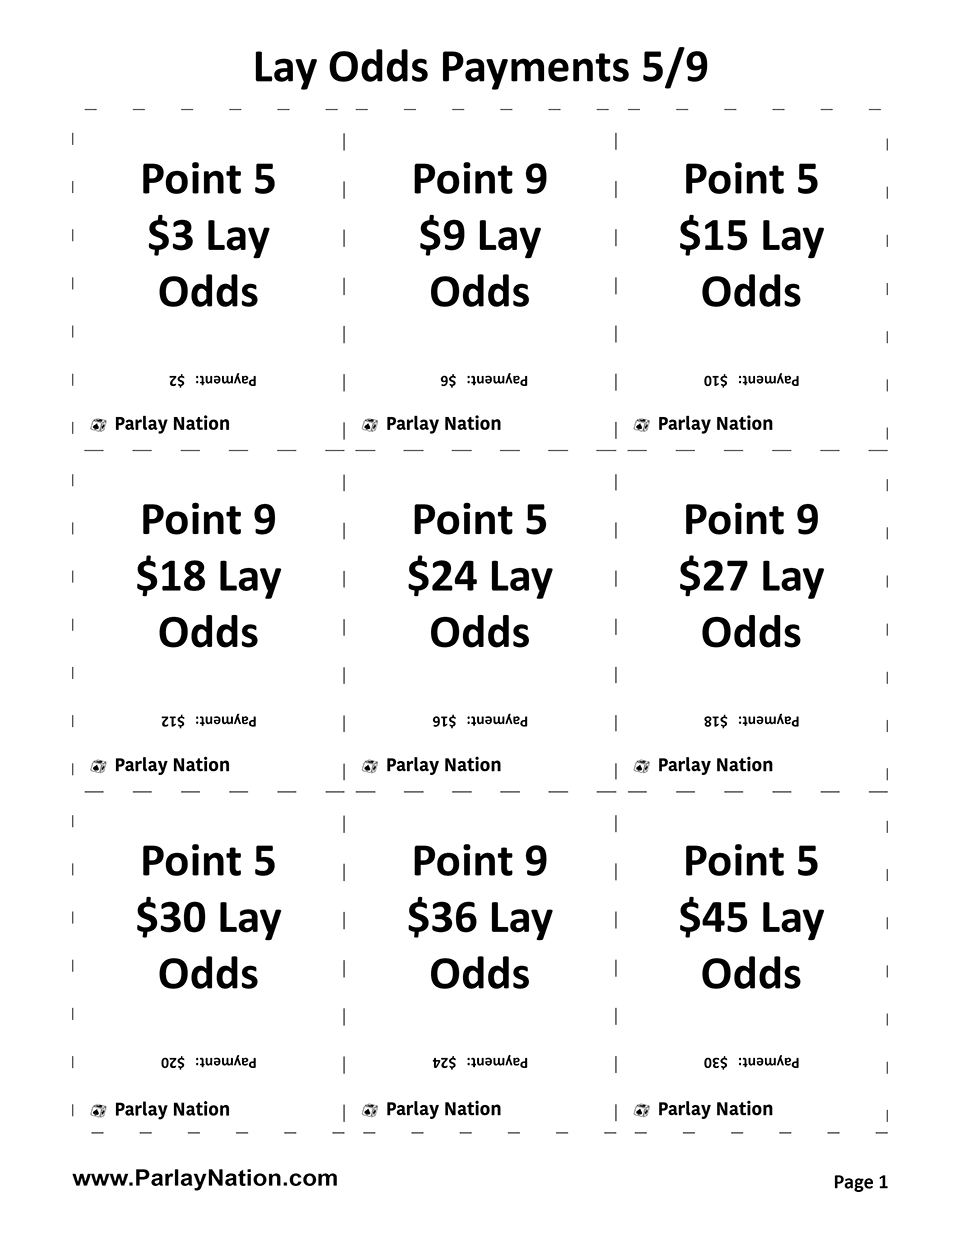 Lay Odds Payments 5/9
Point 5
$3 Lay
Odds
Payment: $2
Parlay Nation
Point 9
$9 Lay
Odds
Payment: $6
Parlay Nation
Point 5
$15 Lay
Odds
Payment: $10
Parlay Nation
Point 9
$18 Lay
Odds
Payment: $12
Parlay Nation
Point 5
$24 Lay
Odds
Payment: $16
Parlay Nation
Point 9
$27 Lay
Odds
Payment: $18
Parlay Nation
Point 5
$30 Lay
Odds
Payment: $20
Parlay Nation
Point 9
$36 Lay
Odds
Payment: $24
Parlay Nation
Point 5
$45 Lay
Odds
Payment: $30
Parlay Nation
www.ParlayNation.com
Page 1